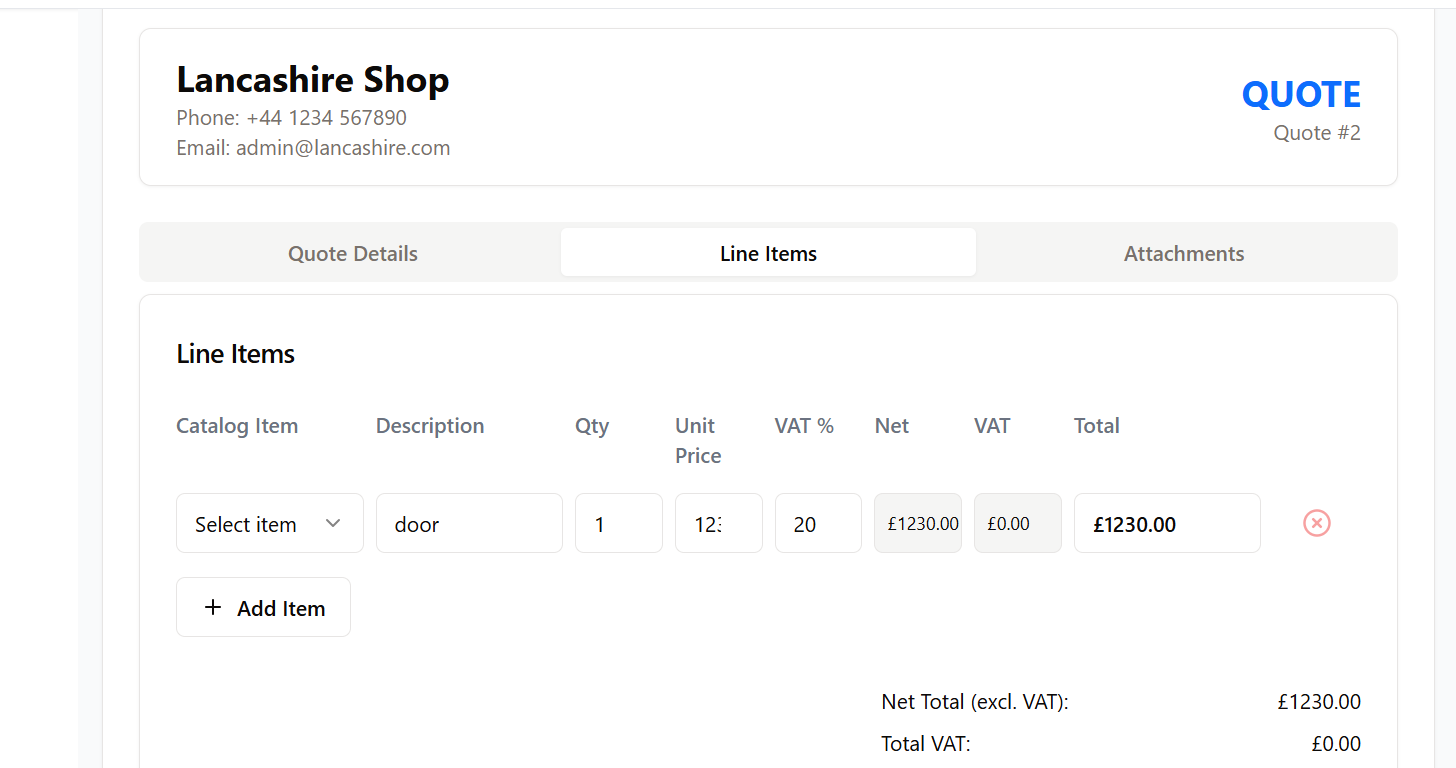 Lancashire Shop
Phone: +44 1234 567890
Email: admin@lancashire.com
QUOTE
Quote #2
Quote Details
Line Items
Attachments
Line Items
Catalog Item
Description
Qty
Unit
Price
VAT %
Net
VAT
Total
Select item
door
1
20
£1230.00
£0.00
£1230.00
+ Add Item
Net Total (excl. VAT):
£1230.00
Total VAT:
£0.00